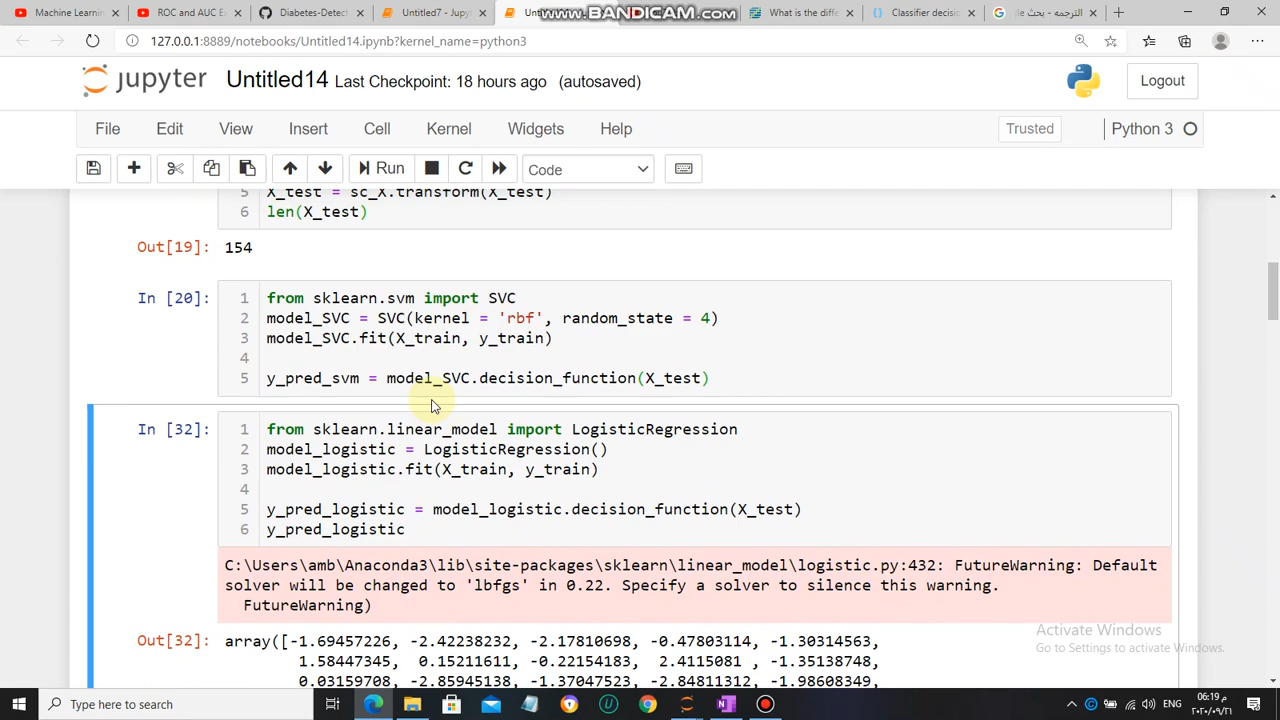 Machine Learn
ROC and AUC E
Diabetes-Detect
Untitled7 - Jupy
Untit
www.BANDICAM.com
What is the diffe
Classifier decisio
الترجمه - بحث
127.0.0.1:8889/notebooks/Untitled14.ipynb?kernel_name=python3
jupyter Untitled14 Last Checkpoint: 18 hours ago (autosaved)
Logout
File Edit View Insert Cell Kernel Widgets Help
Trusted
Python 3
Run
Code
5 X_test = sc_X.transform(X_test)
6 len(X_test)
Out[19]: 154
In [20]:
1 from sklearn.svm import SVC
2 model_SVC = SVC(kernel = 'rbf', random_state = 4)
3 model_SVC.fit(X_train, y_train)
4
5 y_pred_svm = model_SVC.decision_function(X_test)
In [32]:
1 from sklearn.linear_model import LogisticRegression
2 model_logistic = LogisticRegression()
3 model_logistic.fit(X_train, y_train)
4
5 y_pred_logistic = model_logistic.decision_function(X_test)
6 y_pred_logistic
C:\Users\amb\Anaconda3\lib\site-packages\sklearn\linear_model\logistic.py:432: FutureWarning: Default
solver will be changed to 'lbfgs' in 0.22. Specify a solver to silence this warning.
FutureWarning)
Out[32]: array([-1.69457726, -2.42238232, -2.17810698, -0.47803114, -1.30314563,
1.58447345, 0.15211611, -0.22154183, 2.4115081 , -1.35138748,
0.03159708, -2.85945138, -1.37047523, -2.84811312, -1.98608349,
Activate Windows
Go to Settings to activate Windows.
Type here to search
ENG